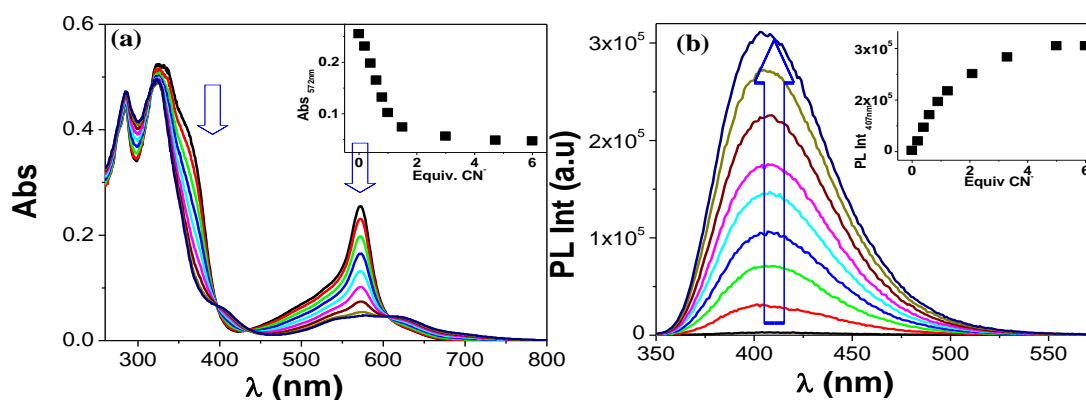 (a)
Abs
0.6
0.4
0.2
0.0
300 400 500 600 700 800
λ (nm)
Abs 572nm
0.2
0.1
0 2 4 6
Equiv. CN-
(b)
PL Int (a.u)
3x10^5
2x10^5
1x10^5
0
350 400 450 500 550
λ (nm)
PL Int 407nm
3x10^5
2x10^5
0
0 2 4 6
Equiv CN-